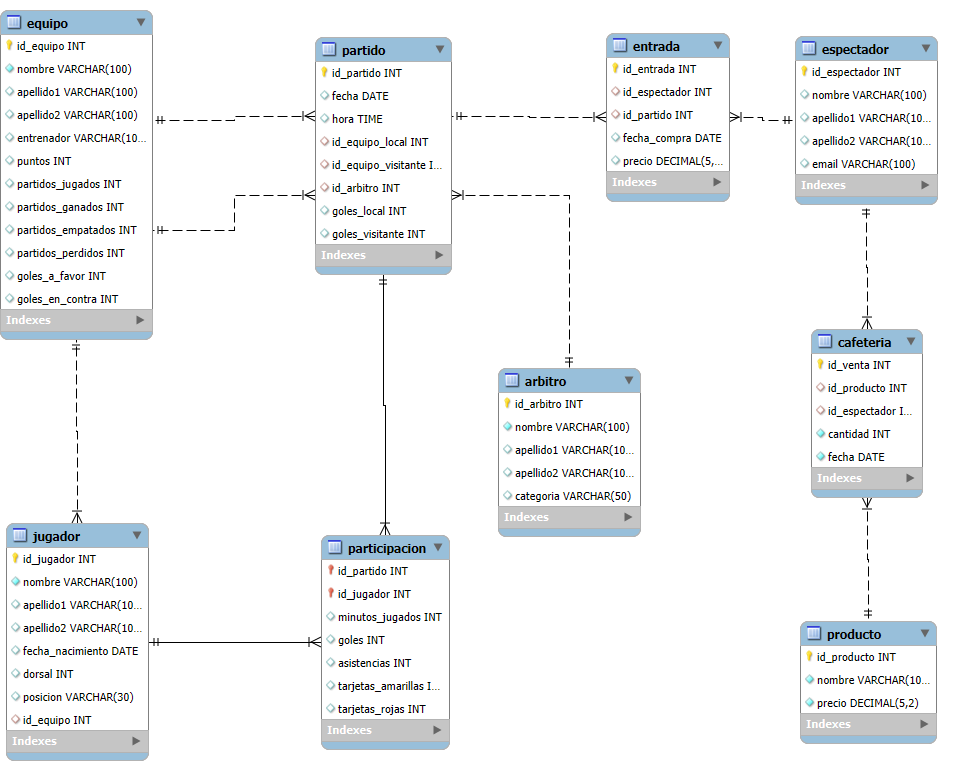 equipo
id_equipo INT
nombre VARCHAR(100)
apellido1 VARCHAR(100)
apellido2 VARCHAR(100)
entrenador VARCHAR(10...
puntos INT
partidos_jugados INT
partidos_ganados INT
partidos_empatados INT
partidos_perdidos INT
goles_a_favor INT
goles_en_contra INT
Indexes
partido
id_partido INT
fecha DATE
hora TIME
id_equipo_local INT
id_equipo_visitante I...
id_arbitro INT
goles_local INT
goles_visitante INT
Indexes
entrada
id_entrada INT
id_espectador INT
id_partido INT
fecha_compra DATE
precio DECIMAL(5,...
Indexes
espectador
id_espectador INT
nombre VARCHAR(100)
apellido1 VARCHAR(10...
apellido2 VARCHAR(10...
email VARCHAR(100)
Indexes
cafeteria
id_venta INT
id_producto INT
id_espectador I...
cantidad INT
fecha DATE
Indexes
arbitro
id_arbitro INT
nombre VARCHAR(100)
apellido1 VARCHAR(10...
apellido2 VARCHAR(10...
categoria VARCHAR(50)
Indexes
jugador
id_jugador INT
nombre VARCHAR(100)
apellido1 VARCHAR(10...
apellido2 VARCHAR(10...
fecha_nacimiento DATE
dorsal INT
posicion VARCHAR(30)
id_equipo INT
Indexes
participacion
id_partido INT
id_jugador INT
minutos_jugados INT
goles INT
asistencias INT
tarjetas_amarillas I...
tarjetas_rojas INT
Indexes
producto
id_producto INT
nombre VARCHAR(10...
precio DECIMAL(5,2)
Indexes